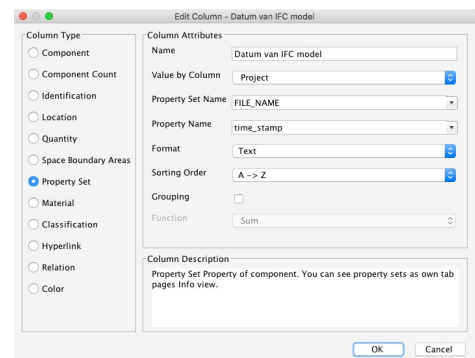 Edit Column - Datum van IFC model
Column Type
Component
Component Count
Identification
Location
Quantity
Space Boundary Areas
Property Set
Material
Classification
Hyperlink
Relation
Color
Column Attributes
Name
Datum van IFC model
Value by Column
Project
Property Set Name
FILE_NAME
Property Name
time_stamp
Format
Text
Sorting Order
A -> Z
Grouping
Function
Sum
Column Description
Property Set Property of component. You can see property sets as own tab
pages Info view.
OK
Cancel